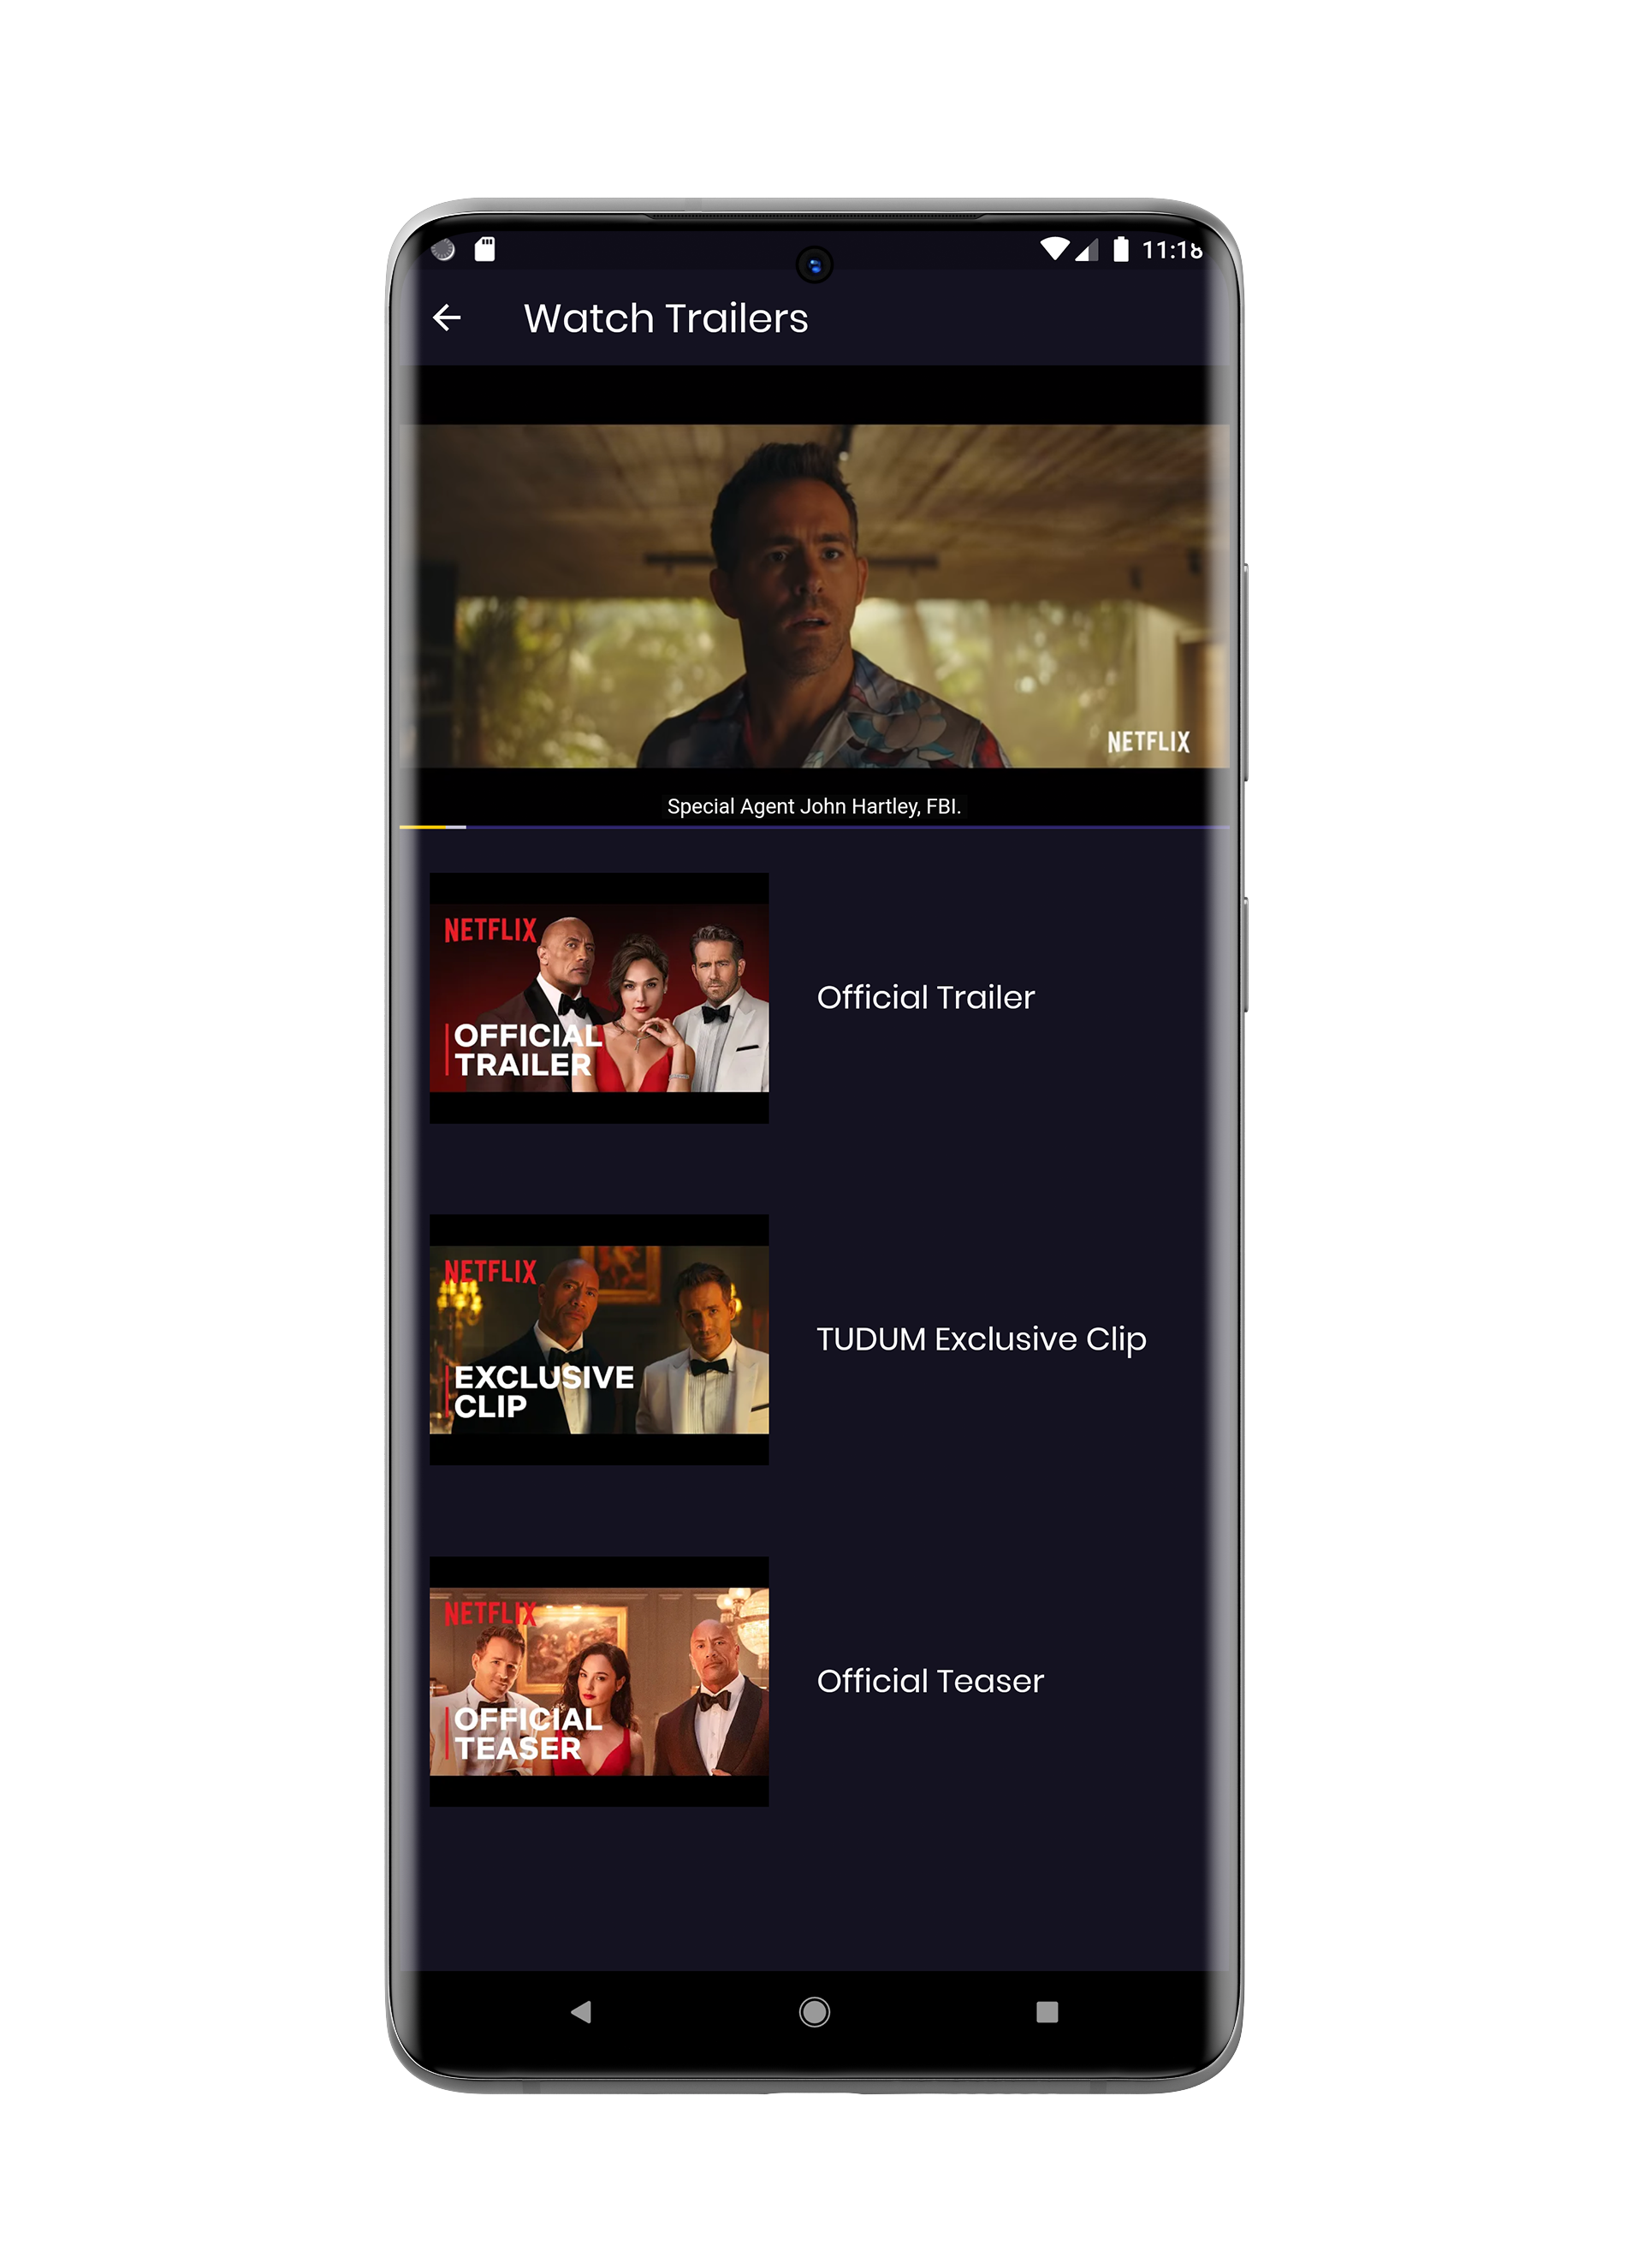 11:18
Watch Trailers
NETFLIX
Special Agent John Hartley, FBI.
NETFLIX
OFFICIAL
TRAILER
Official Trailer
NETFLIX
EXCLUSIVE
CLIP
TUDUM Exclusive Clip
NETFLIX
OFFICIAL
TEASER
Official Teaser